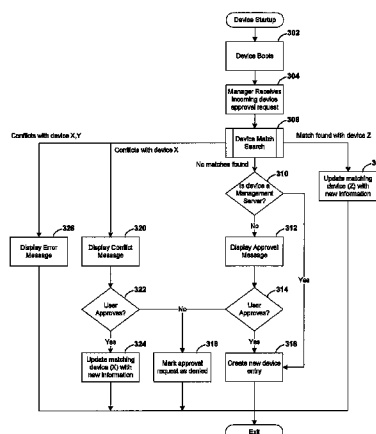 Device Startup
302
Device Boots
304
Manager Receives
incoming device
approval request
306
Device Match
Search
Conflicts with device X,Y
Conflicts with device X
Match found with device Z
No matches found
310
Is device a
Management
Server?
3
Update matching
device (Z) with
new information
326
Display Error
Message
320
Display Conflict
Message
No
312
Display Approval
Message
Yes
322
User
Approves?
No
314
User
Approves?
Yes
324
Update matching
device (X) with
new information
318
Mark approval
request as denied
Yes
316
Create new device
entry
Exit